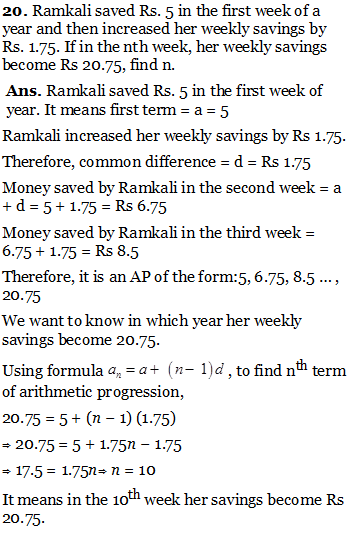 20. Ramkali saved Rs. 5 in the first week of a
year and then increased her weekly savings by
Rs. 1.75. If in the nth week, her weekly savings
become Rs 20.75, find n.
Ans. Ramkali saved Rs. 5 in the first week of
year. It means first term = a = 5
Ramkali increased her weekly savings by Rs 1.75.
Therefore, common difference = d = Rs 1.75
Money saved by Ramkali in the second week = a
+ d = 5 + 1.75 = Rs 6.75
Money saved by Ramkali in the third week =
6.75 + 1.75 = Rs 8.5
Therefore, it is an AP of the form:5, 6.75, 8.5 … ,
20.75
We want to know in which year her weekly
savings become 20.75.
Using formula aₙ = a + (n − 1)d , to find nᵗʰ term
of arithmetic progression,
20.75 = 5 + (n − 1) (1.75)
⇒ 20.75 = 5 + 1.75n − 1.75
⇒ 17.5 = 1.75n⇒ n = 10
It means in the 10ᵗʰ week her savings become Rs
20.75.